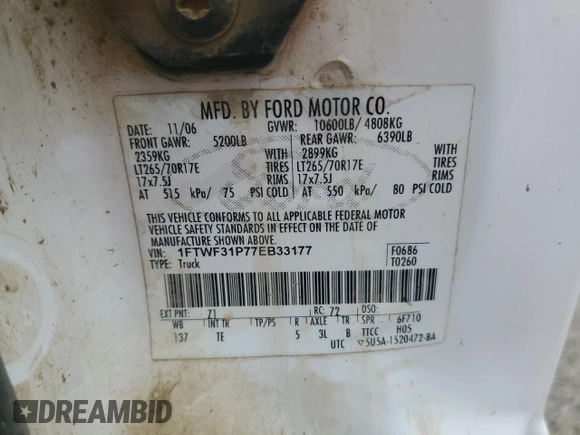 MFD. BY FORD MOTOR CO.
DATE: 11/06 GVWR: 10600LB/ 4808KG
FRONT GAWR: 5200LB REAR GAWR: 6390LB
2359KG WITH 2899KG WITH
LT265/70R17E TIRES LT265/70R17E TIRES
17x7.5J RIMS 17x7.5J RIMS
AT 515 kPa/ 75 PSI COLD AT 550 kPa/ 80 PSI COLD
THIS VEHICLE CONFORMS TO ALL APPLICABLE FEDERAL MOTOR
VEHICLE SAFETY STANDARDS IN EFFECT ON THE DATE OF
MANUFACTURE SHOWN ABOVE.
VIN: 1FTWF31P77EB33177 F0686
TYPE: Truck T0260
EXT PNT: 71 RC: 72 DSO:
WB INT TR TP/PS R AXLE TR SPR 6F710
137 TE 5 3L B TTCC H05
UTC ▽5U5A-1520472-BA
DREAMBID